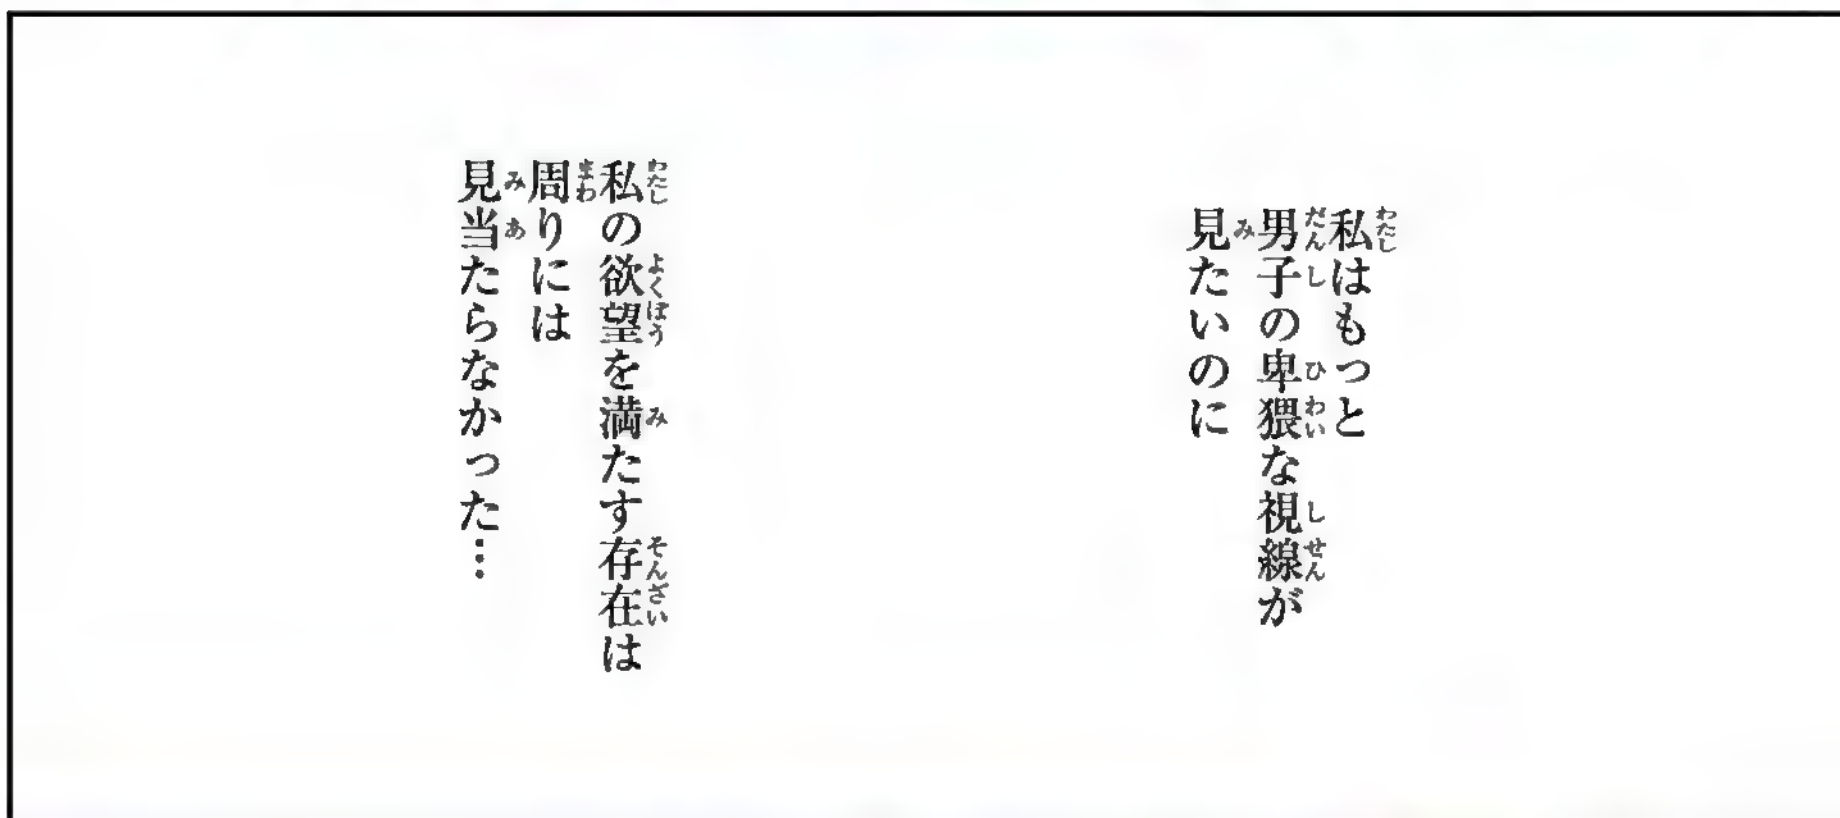 私はもっと
男子の卑猥な視線が
見たいのに
私の欲望を満たす存在は
周りには
見当たらなかった…